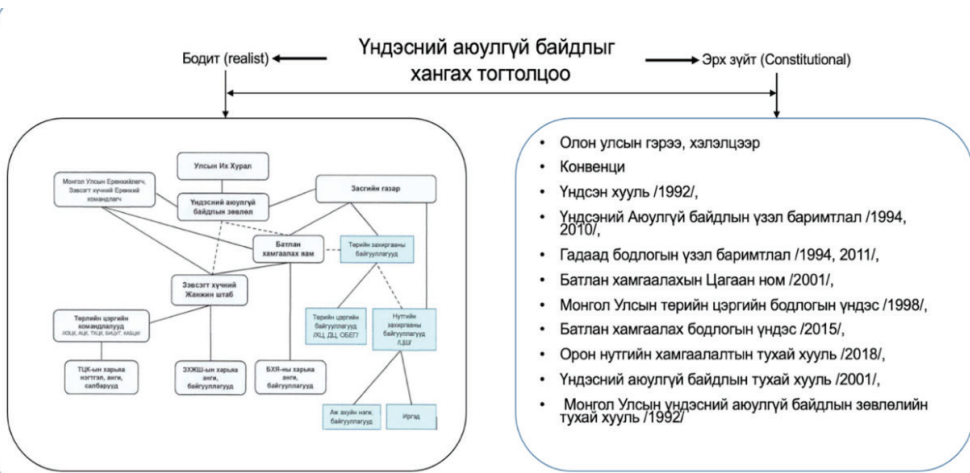 Үндэсний аюулгүй байдлыг
хангах тогтолцоо
Бодит (realist)
Эрх зүйт (Constitutional)
Улсын Их Хурал
Монгол Улсын Ерөнхийлөгч,
Зэвсэгт хүчний Ерөнхий
командлагч
Засгийн газар
Үндэсний аюулгүй
байдлын зөвлөл
Батлан
хамгаалах яам
Төрийн захиргааны
байгууллагууд
Зэвсэгт хүчний
Жанжин штаб
Төрлийн цэргийн
командлалууд
Төрийн цэргийн
байгууллагууд
/ХЦ, ДЦ, ОБЕГ/
Нутгийн
захиргааны
байгууллагууд
/ЦШ/
ТЦК-ын харьяа
нэгтгэл, анги,
салбарууд
ЗХЖШ-ын харьяа
анги,
байгууллагууд
БХЯ-ны харьяа
анги, байгууллагууд
Аж ахуйн нэгж,
байгууллагууд
Иргэд
• Олон улсын гэрээ, хэлэлцээр
• Конвенци
• Үндсэн хууль /1992/,
• Үндэсний Аюулгүй байдлын үзэл баримтлал /1994,
2010/,
• Гадаад бодлогын үзэл баримтлал /1994, 2011/,
• Батлан хамгаалахын Цагаан ном /2001/,
• Монгол Улсын төрийн цэргийн бодлогын үндэс /1998/,
• Батлан хамгаалах бодлогын үндэс /2015/,
• Орон нутгийн хамгаалалтын тухай хууль /2018/,
• Үндэсний аюулгүй байдлын тухай хууль /2001/,
• Монгол Улсын үндэсний аюулгүй байдлын зөвлөлийн
тухай хууль /1992/